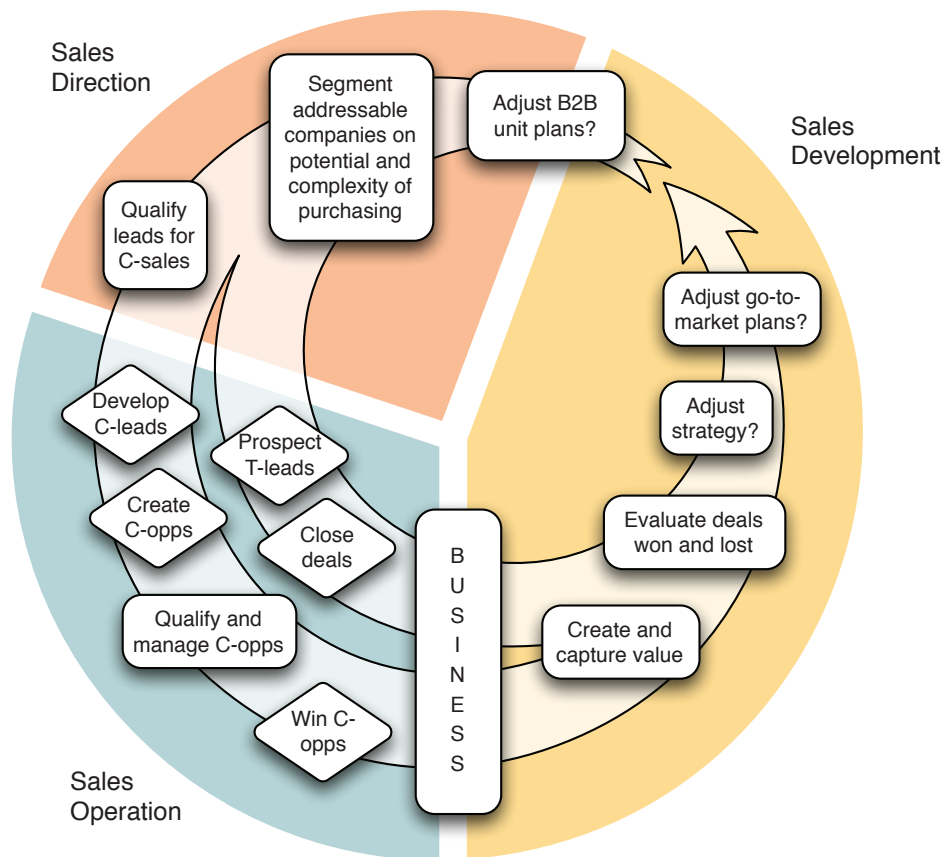 Sales
Direction
Segment
addressable
companies on
potential and
complexity of
purchasing
Adjust B2B
unit plans?
Sales
Development
Qualify
leads for
C-sales
Adjust go-to-
market plans?
Develop
C-leads
Prospect
T-leads
Adjust
strategy?
Create
C-opps
Close
deals
Evaluate deals
won and lost
B
U
S
I
N
E
S
S
Qualify and
manage C-opps
Create and
capture value
Win C-
opps
Sales
Operation